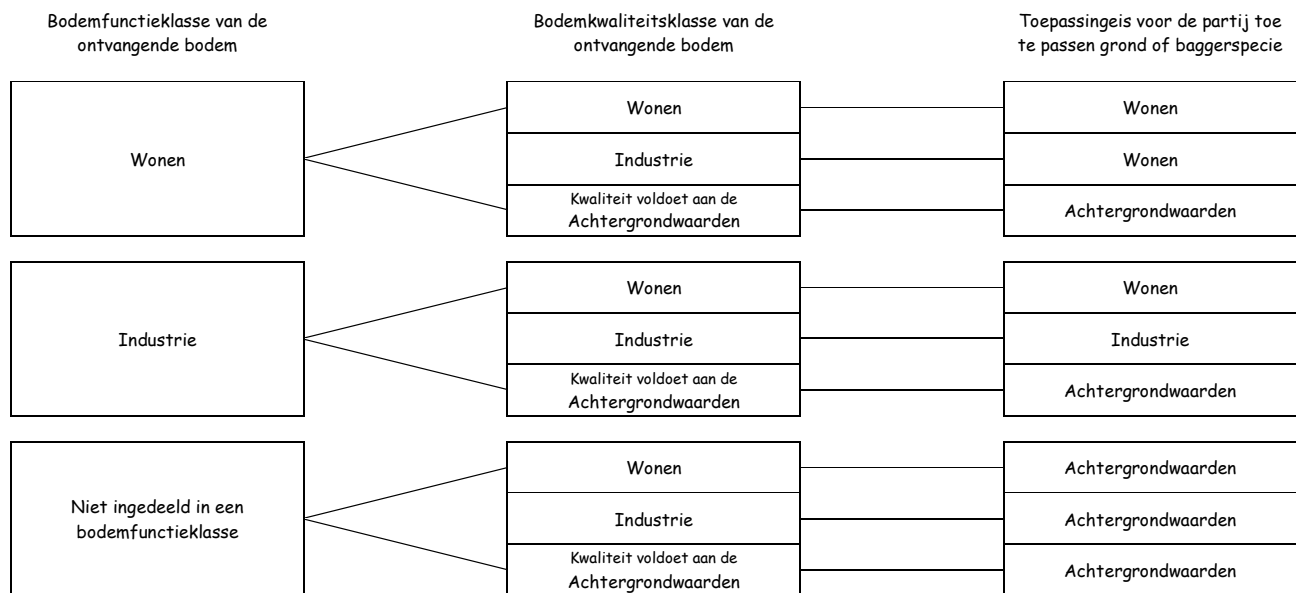 Bodemfunctieklasse van de
ontvangende bodem
Bodemkwaliteitsklasse van de
ontvangende bodem
Toepassingeis voor de partij toe
te passen grond of baggerspecie
Wonen
Wonen
Wonen
Industrie
Wonen
Kwaliteit voldoet aan de
Achtergrondwaarden
Achtergrondwaarden
Industrie
Wonen
Wonen
Industrie
Industrie
Kwaliteit voldoet aan de
Achtergrondwaarden
Achtergrondwaarden
Niet ingedeeld in een
bodemfunctieklasse
Wonen
Achtergrondwaarden
Industrie
Achtergrondwaarden
Kwaliteit voldoet aan de
Achtergrondwaarden
Achtergrondwaarden